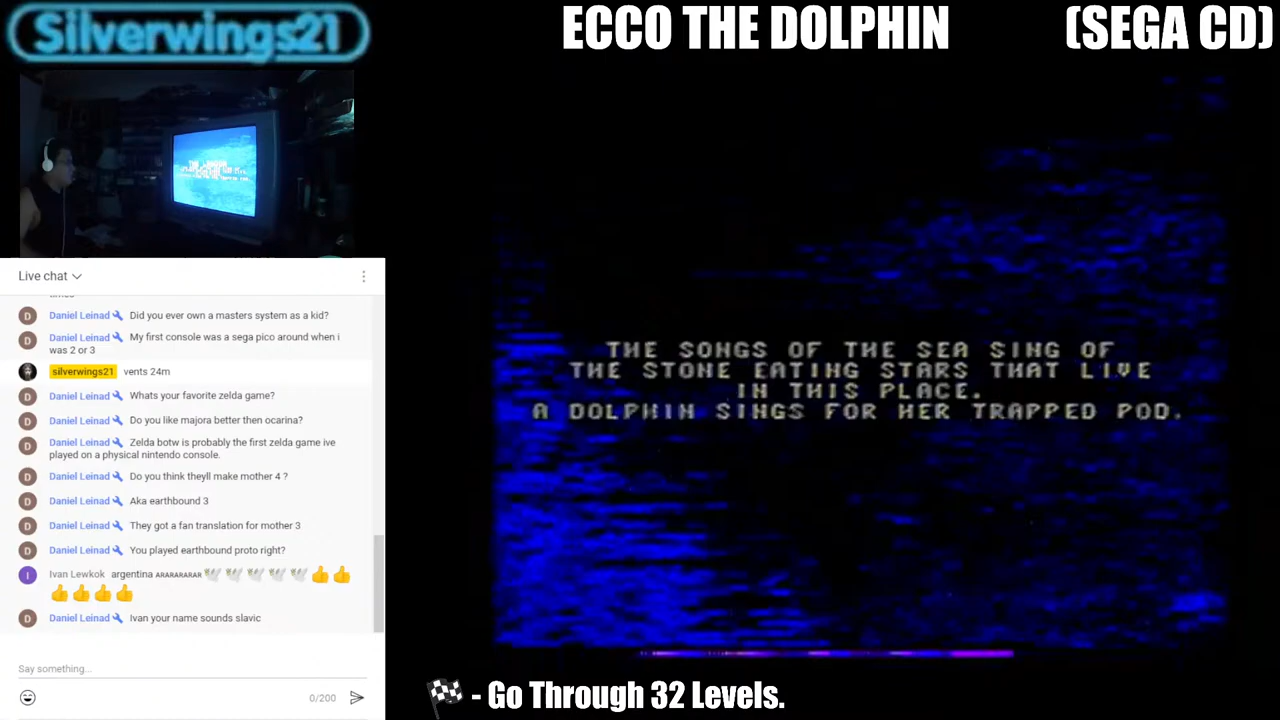 Silverwings21
ECCO THE DOLPHIN (SEGA CD)
Live chat
Daniel Leinad Did you ever own a masters system as a kid?
Daniel Leinad My first console was a sega pico around when i
was 2 or 3
silverwings21 vents 24m
Daniel Leinad Whats your favorite zelda game?
Daniel Leinad Do you like majora better then ocarina?
Daniel Leinad Zelda botw is probably the first zelda game ive
played on a physical nintendo console.
Daniel Leinad Do you think theyll make mother 4 ?
Daniel Leinad Aka earthbound 3
Daniel Leinad They got a fan translation for mother 3
Daniel Leinad You played earthbound proto right?
Ivan Lewkok argentina ᴀʀᴀʀᴀʀᴀʀᴀʀ 🕊🕊🕊🕊🕊👍👍
👍👍👍👍
Daniel Leinad Ivan your name sounds slavic
Say something...
0/200
THE SONGS OF THE SEA SING OF
THE STONE EATING STARS THAT LIVE
IN THIS PLACE.
A DOLPHIN SINGS FOR HER TRAPPED POD.
- Go Through 32 Levels.